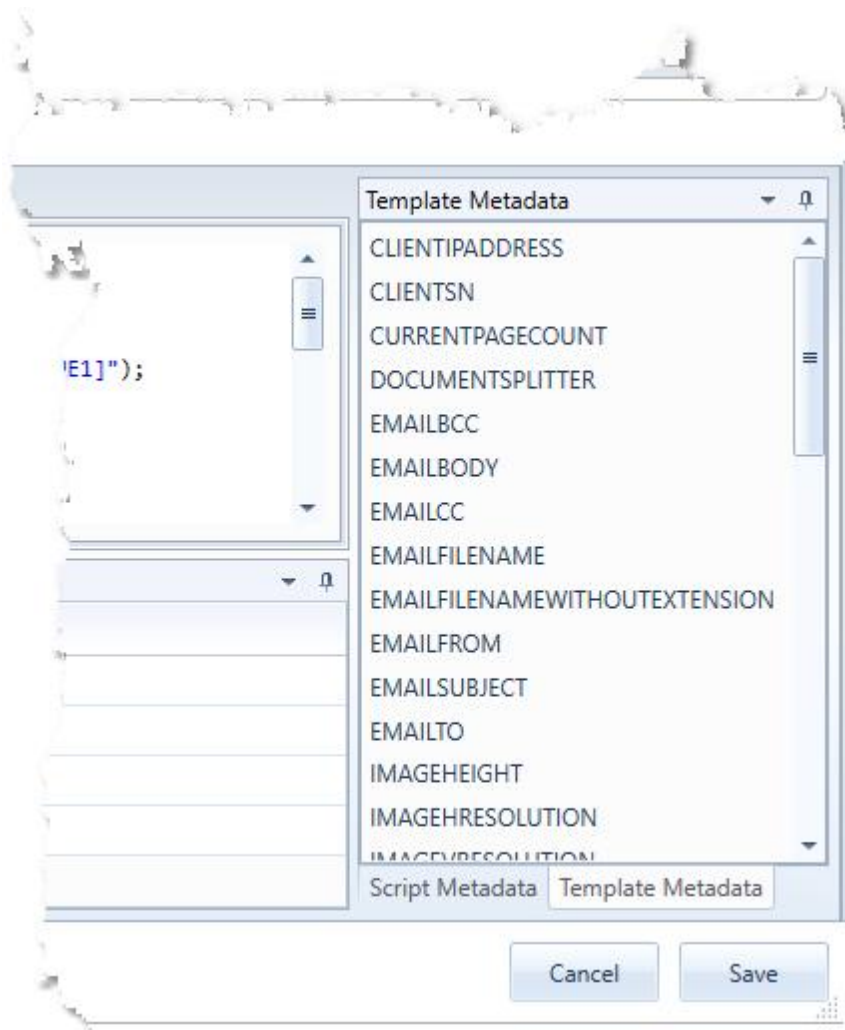 Template Metadata
CLIENTIPADDRESS
CLIENTSN
CURRENTPAGECOUNT
E1]");
DOCUMENTSPLITTER
EMAILBCC
EMAILBODY
EMAILCC
EMAILFILENAME
EMAILFILENAMEWITHOUTEXTENSION
EMAILFROM
EMAILSUBJECT
EMAILTO
IMAGEHEIGHT
IMAGEHRESOLUTION
IMAGEVRESOLUTION
Script Metadata Template Metadata
Cancel Save